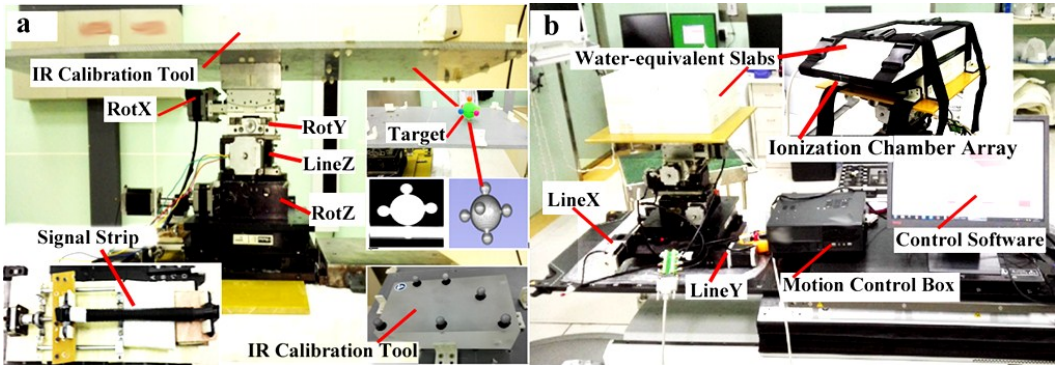 a
IR Calibration Tool
RotX
RotY
Target
LineZ
RotZ
Signal Strip
IR Calibration Tool
b
Water-equivalent Slabs
Ionization Chamber Array
LineX
Control Software
LineY
Motion Control Box